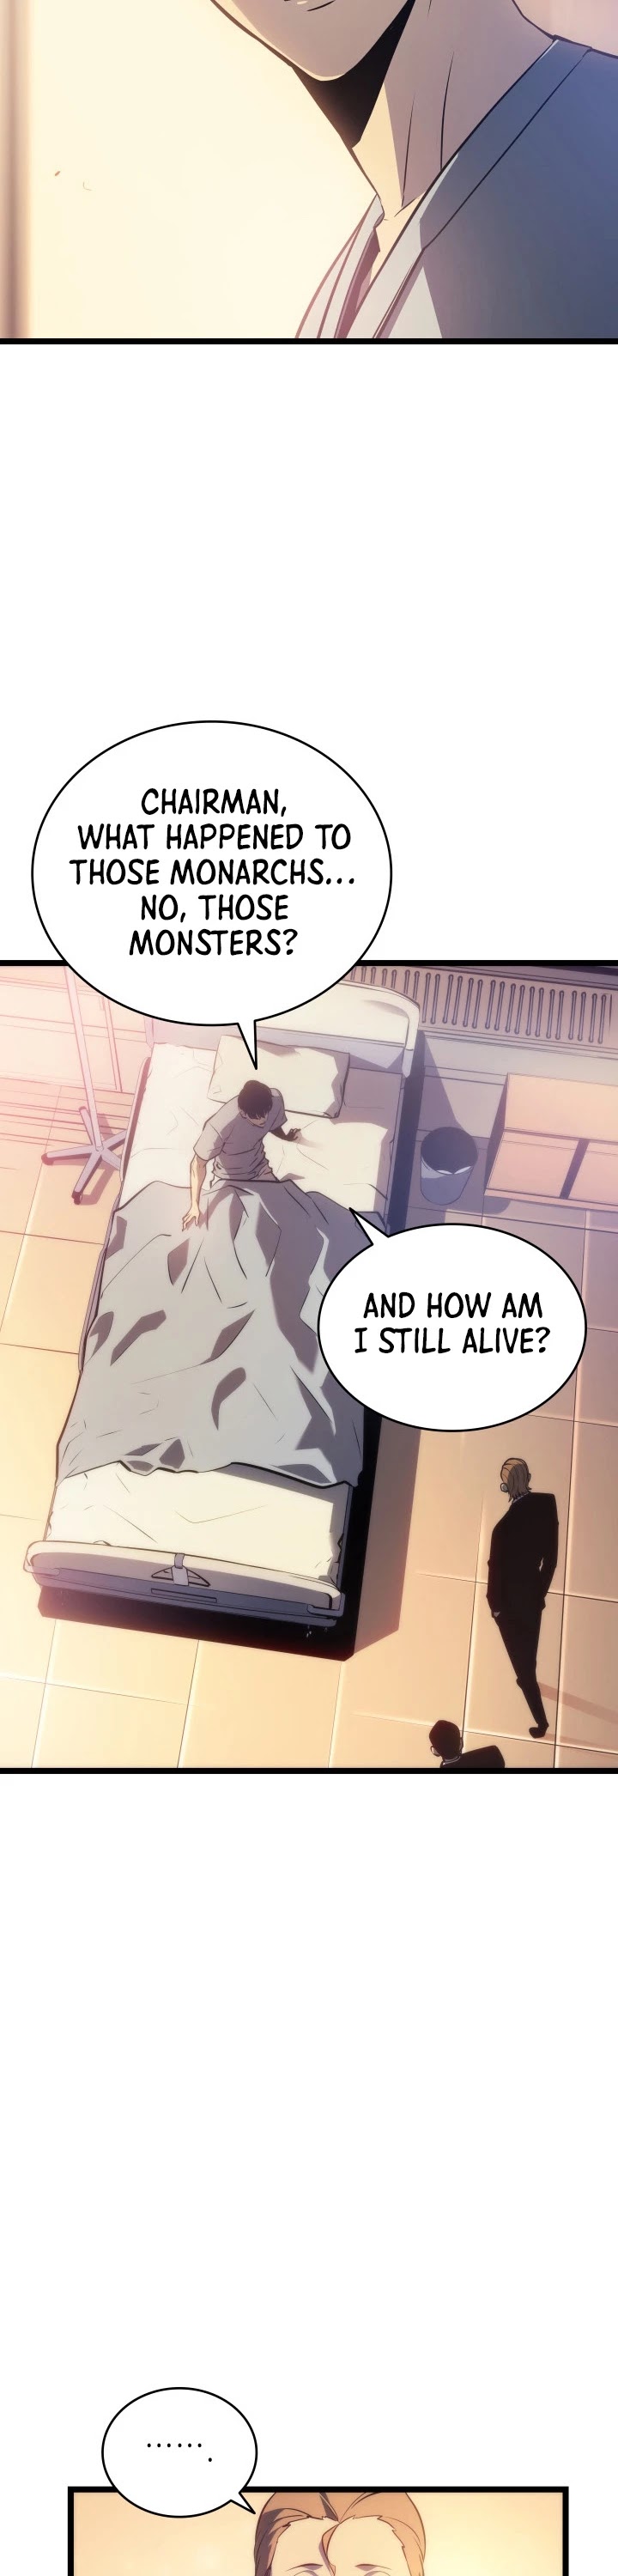 CHAIRMAN,
WHAT HAPPENED TO
THOSE MONARCHS...
NO, THOSE
MONSTERS?
AND HOW AM
I STILL ALIVE?
.......